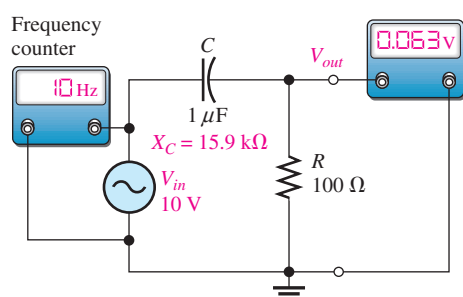 Frequency
counter
10 Hz
C
1 μF
X_C = 15.9 kΩ
V_in
10 V
V_out
0.063 V
R
100 Ω